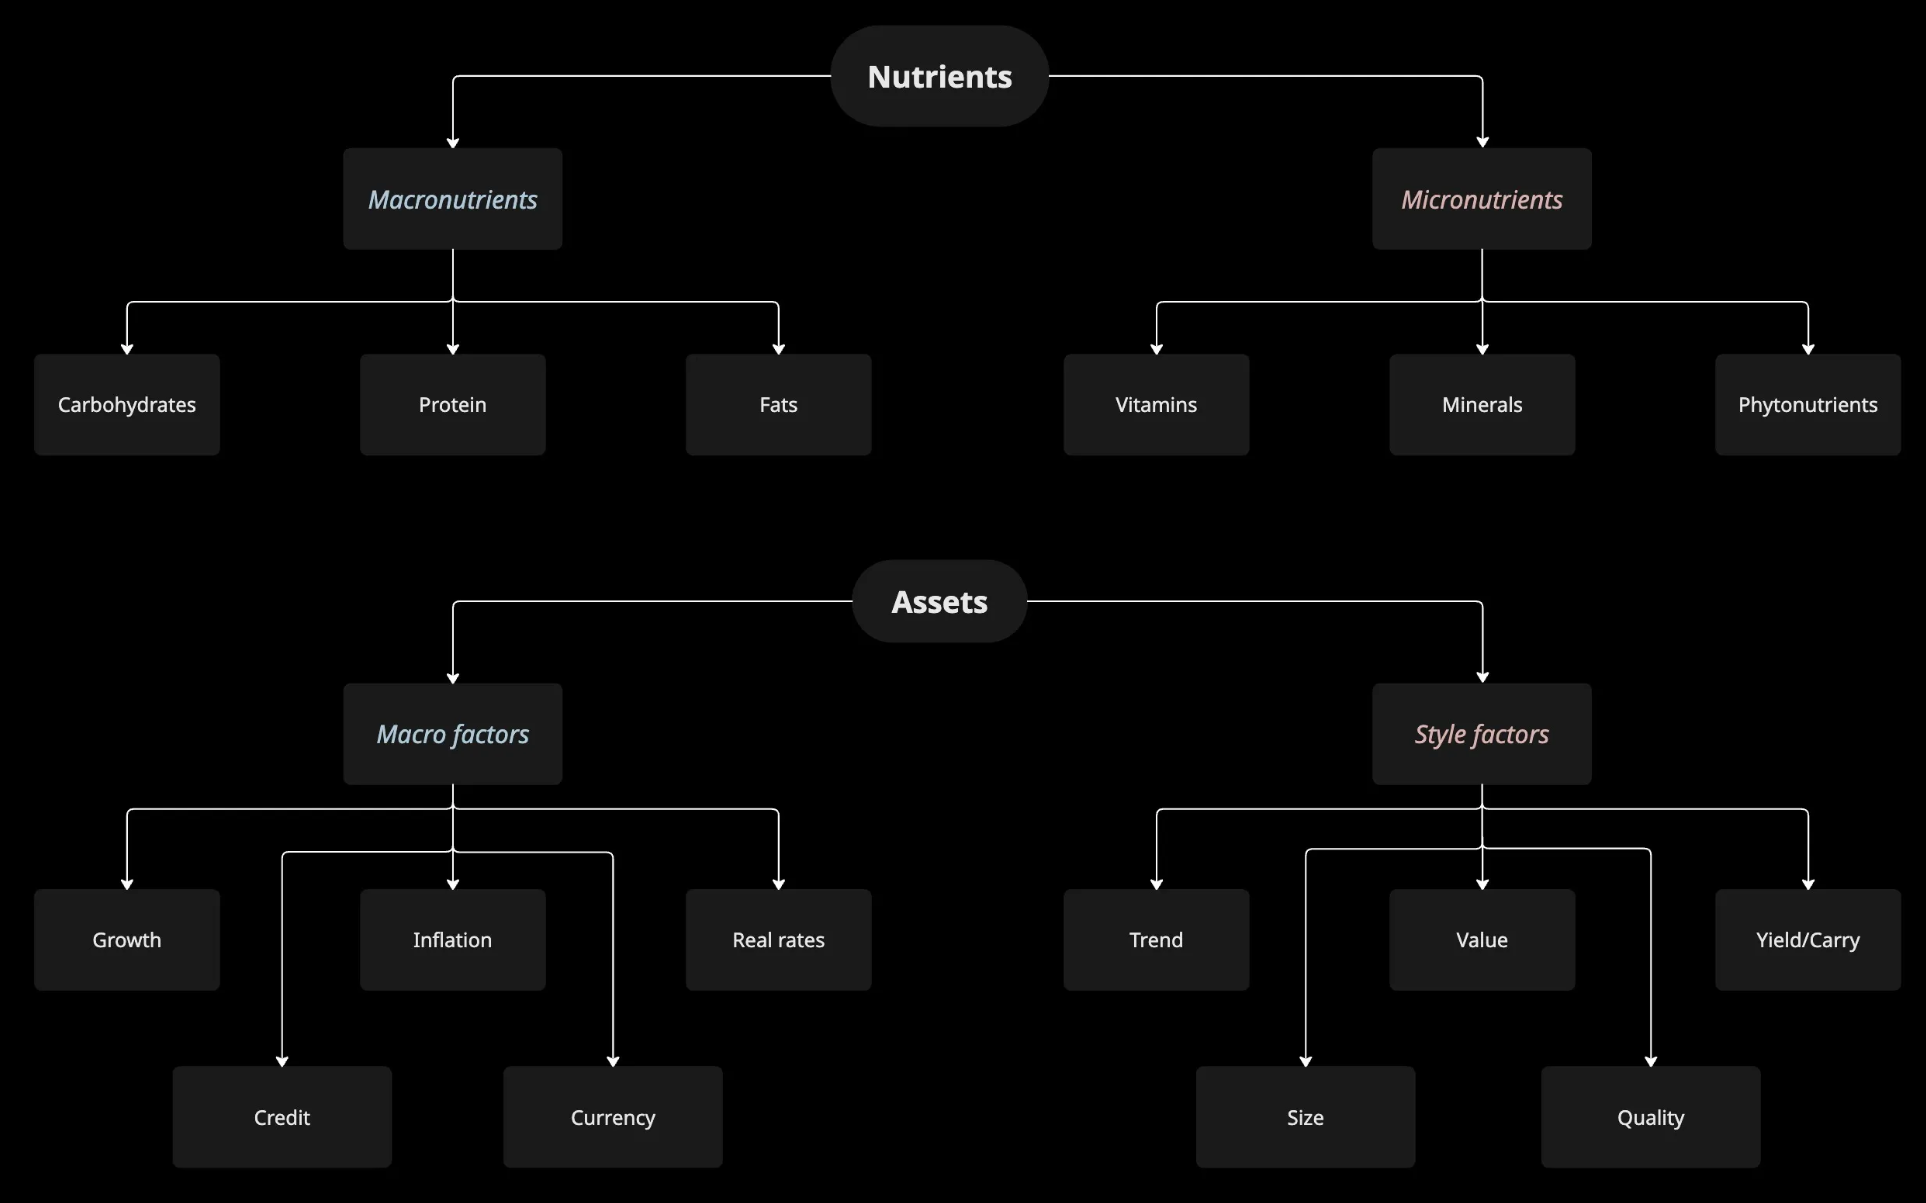 Nutrients
Macronutrients
Micronutrients
Carbohydrates
Protein
Fats
Vitamins
Minerals
Phytonutrients
Assets
Macro factors
Style factors
Growth
Inflation
Real rates
Trend
Value
Yield/Carry
Credit
Currency
Size
Quality